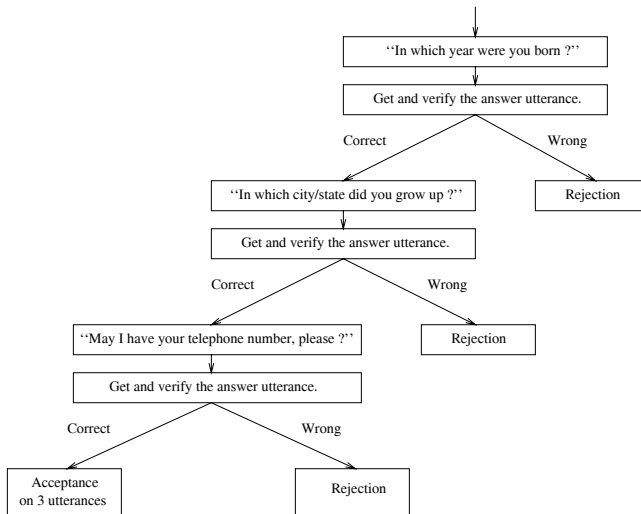 ‘‘In which year were you born ?’’
Get and verify the answer utterance.
Correct
Wrong
‘‘In which city/state did you grow up ?’’
Rejection
Get and verify the answer utterance.
Correct
Wrong
‘‘May I have your telephone number, please ?’’
Rejection
Get and verify the answer utterance.
Correct
Wrong
Acceptance
on 3 utterances
Rejection